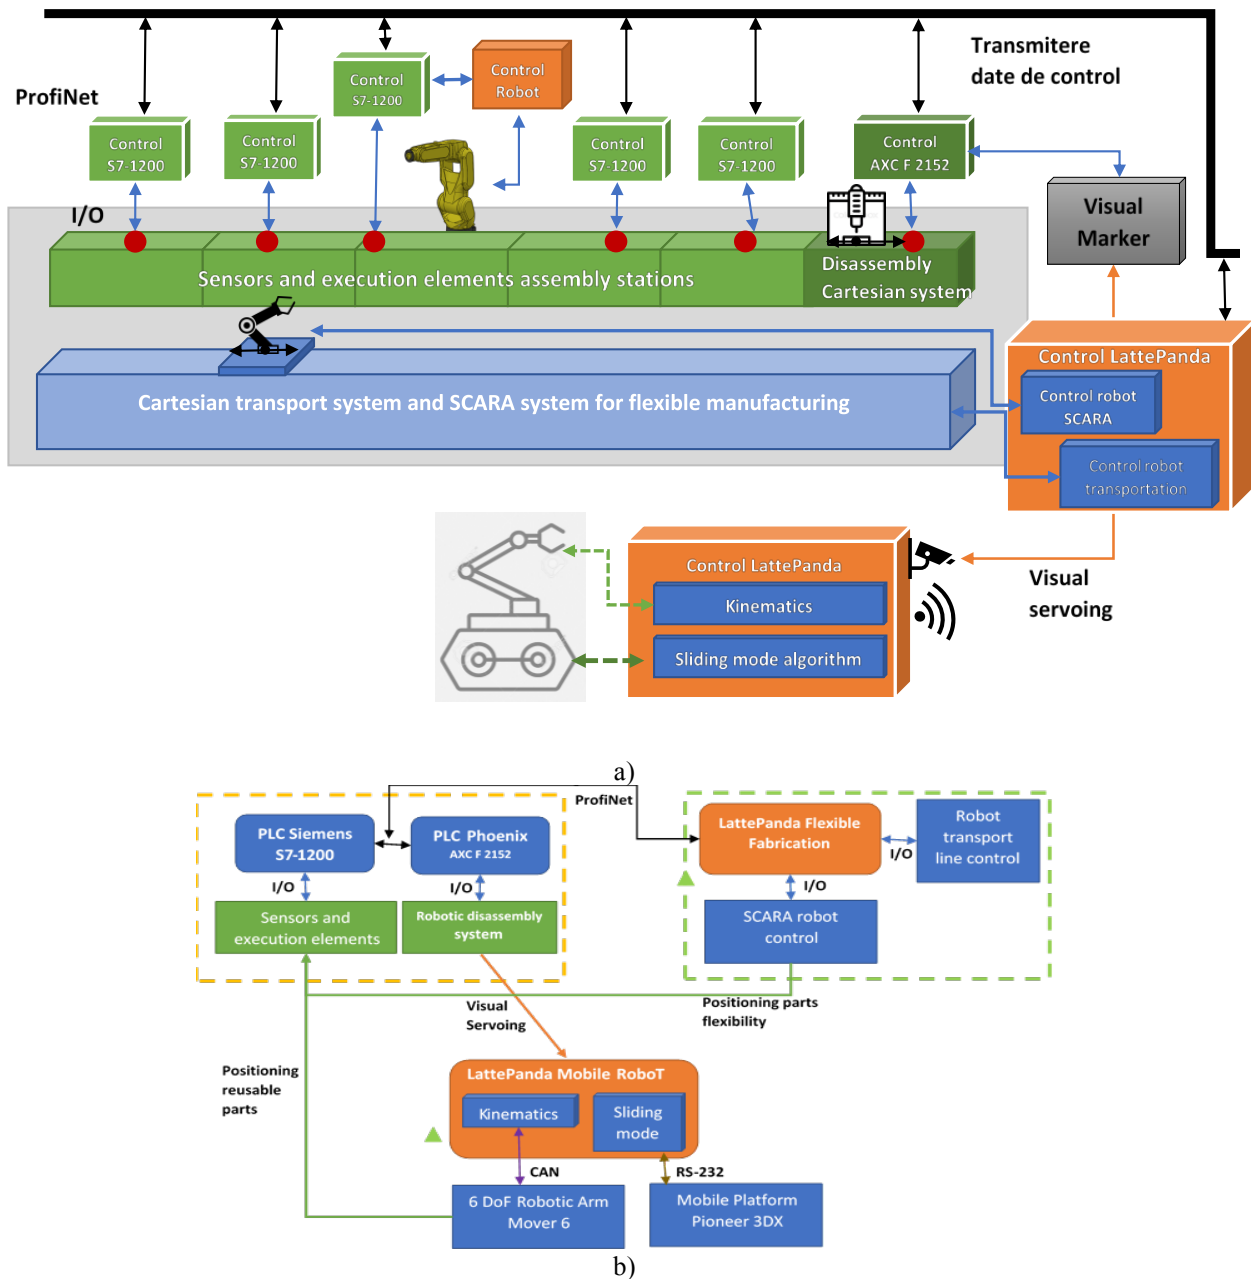 Transmitere
date de control
ProfiNet
Control
S7-1200
Control
Robot
Control
S7-1200
Control
S7-1200
Control
S7-1200
Control
S7-1200
Control
AXC F 2152
Visual
Marker
I/O
Sensors and execution elements assembly stations
Disassembly
Cartesian system
Control LattePanda
Control robot
SCARA
Control robot
transportation
Cartesian transport system and SCARA system for flexible manufacturing
Control LattePanda
Kinematics
Sliding mode algorithm
Visual
servoing
a)
ProfiNet
PLC Siemens
S7-1200
PLC Phoenix
AXC F 2152
LattePanda Flexible
Fabrication
Robot
transport
line control
I/O
I/O
I/O
I/O
Sensors and
execution elements
Robotic disassembly
system
SCARA robot
control
Visual
Servoing
Positioning parts
flexibility
Positioning
reusable
parts
LattePanda Mobile RoboT
Kinematics
Sliding
mode
CAN
RS-232
6 DoF Robotic Arm
Mover 6
Mobile Platform
Pioneer 3DX
b)